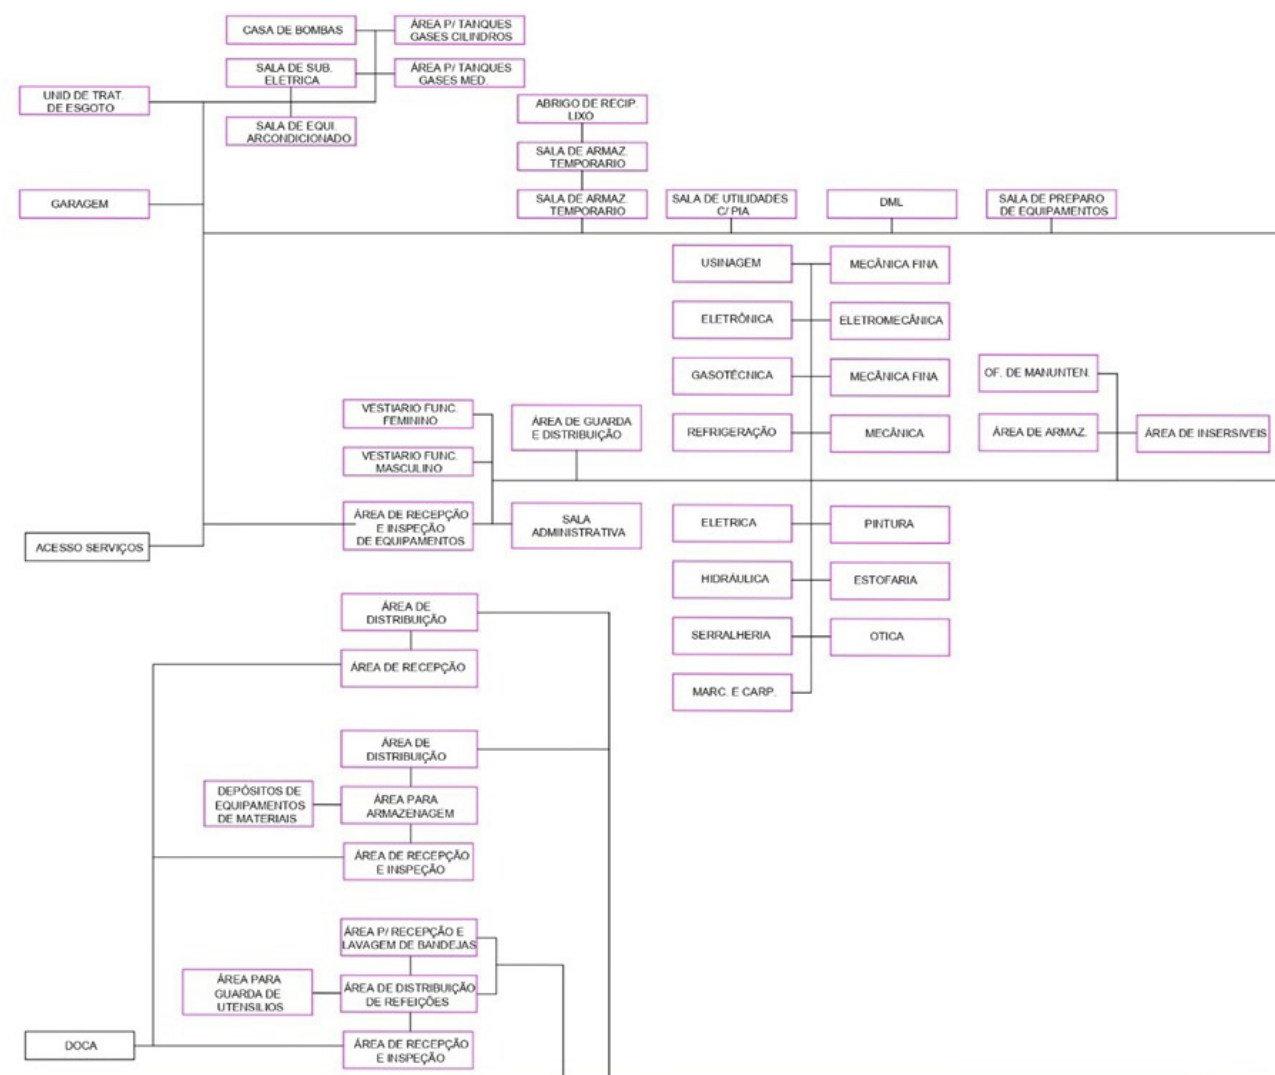 CASA DE BOMBAS
ÁREA P/ TANQUES
GASES CILINDROS
SALA DE SUB.
ELETRICA
ÁREA P/ TANQUES
GASES MED.
UNID DE TRAT.
DE ESGOTO
SALA DE EQUI.
ARCONDICIONADO
ABRIGO DE RECIP.
LIXO
SALA DE ARMAZ.
TEMPORARIO
GARAGEM
SALA DE ARMAZ.
TEMPORARIO
SALA DE UTILIDADES
C/ PIA
DML
SALA DE PREPARO
DE EQUIPAMENTOS
USINAGEM
MECÂNICA FINA
ELETRÔNICA
ELETROMECÂNICA
GASOTÉCNICA
MECÂNICA FINA
OF. DE MANUNTEN.
VESTIARIO FUNC.
FEMININO
ÁREA DE GUARDA
E DISTRIBUIÇÃO
REFRIGERAÇÃO
MECÂNICA
ÁREA DE ARMAZ.
ÁREA DE INSERSIVEIS
VESTIARIO FUNC.
MASCULINO
ÁREA DE RECEPÇÃO
E INSPEÇÃO
DE EQUIPAMENTOS
SALA
ADMINISTRATIVA
ELETRICA
PINTURA
ACESSO SERVIÇOS
HIDRÁULICA
ESTOFARIA
ÁREA DE
DISTRIBUIÇÃO
SERRALHERIA
OTICA
ÁREA DE RECEPÇÃO
MARC. E CARP.
ÁREA DE
DISTRIBUIÇÃO
DEPÓSITOS DE
EQUIPAMENTOS
DE MATERIAIS
ÁREA PARA
ARMAZENAGEM
ÁREA DE RECEPÇÃO
E INSPEÇÃO
ÁREA P/ RECEPÇÃO E
LAVAGEM DE BANDEJAS
ÁREA PARA
GUARDA DE
UTENSILIOS
ÁREA DE DISTRIBUIÇÃO
DE REFEIÇÕES
DOCA
ÁREA DE RECEPÇÃO
E INSPEÇÃO